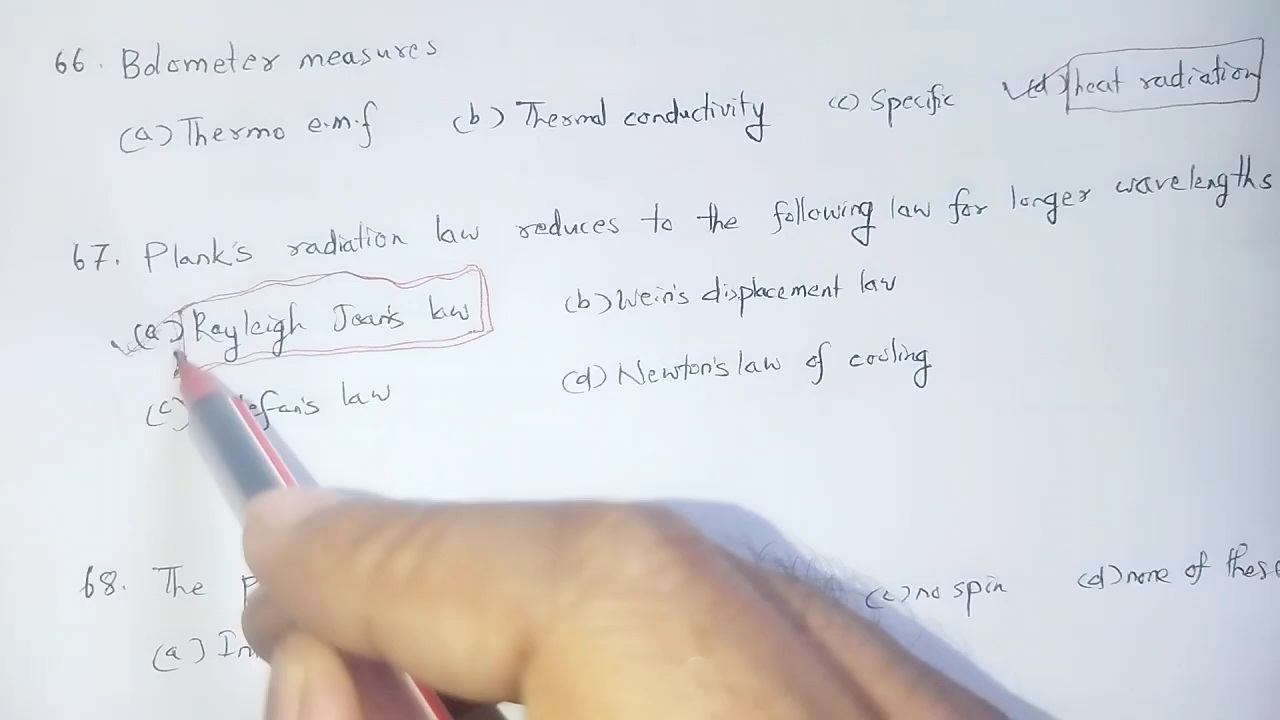 66. Bolometer measures
(a) Thermo e.m.f (b) Thermal conductivity (c) Specific (d) heat radiation
67. Plank's radiation law reduces to the following law for longer wavelengths
(a) Rayleigh Jean's law (b) Wein's displacement law
(c) law (d) Newton's law of cooling
68. The (c) no spin (d) none of these
(a)